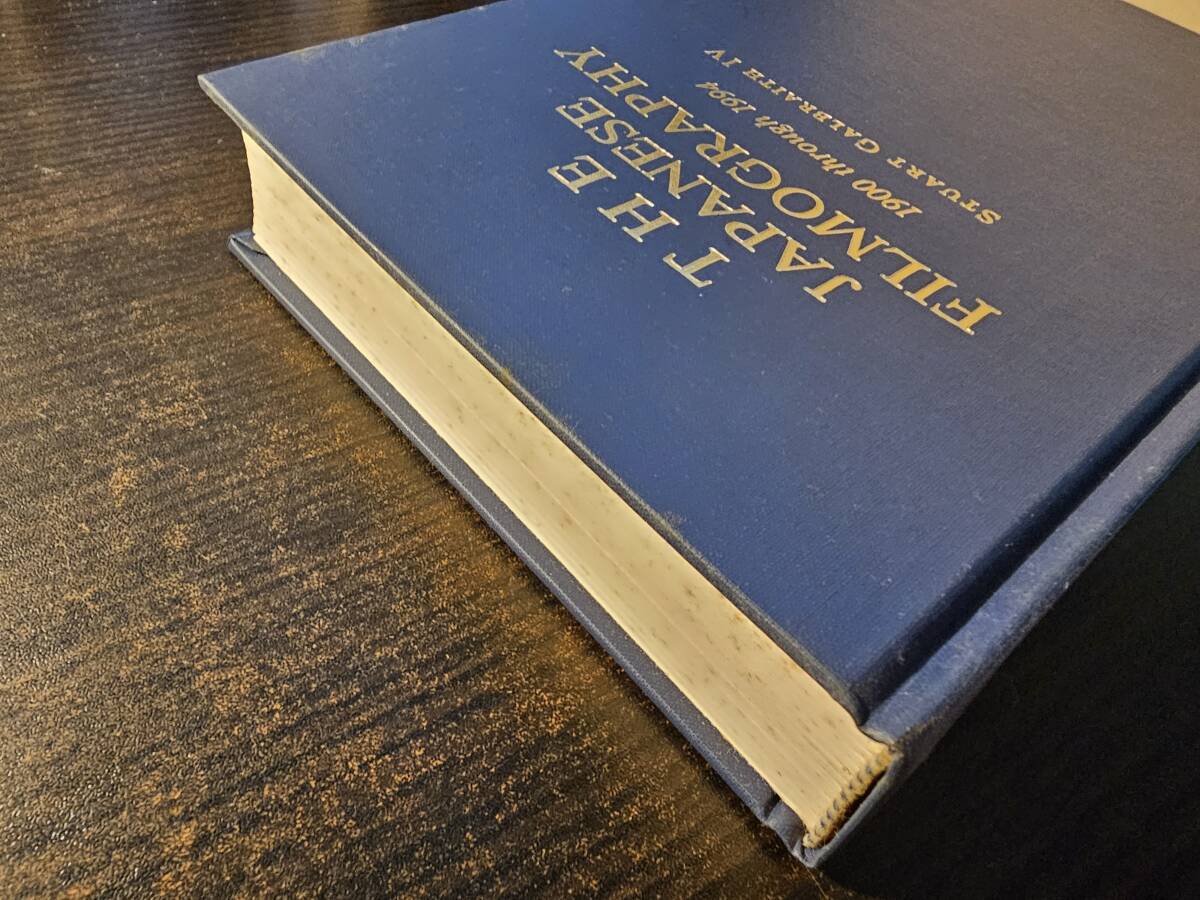 THE
JAPANESE
FILMOGRAPHY
1900 through 1994
STUART GALBRAITH IV